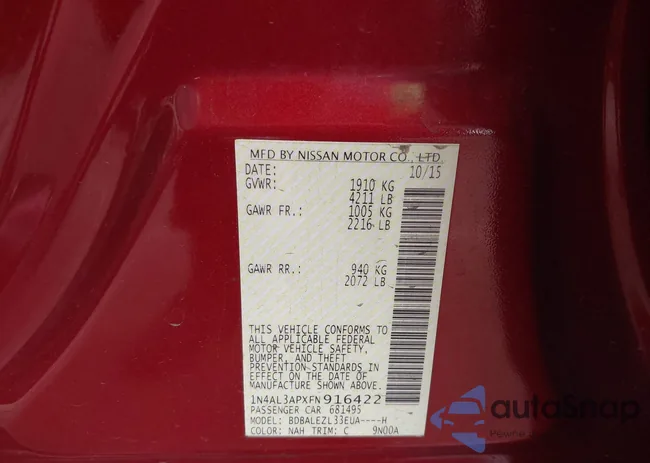 MFD BY NISSAN MOTOR CO., LTD.
DATE: 10/15
GVWR: 1910 KG
4211 LB
GAWR FR.: 1005 KG
2216 LB
GAWR RR.: 940 KG
2072 LB
THIS VEHICLE CONFORMS TO
ALL APPLICABLE FEDERAL
MOTOR VEHICLE SAFETY,
BUMPER, AND THEFT
PREVENTION STANDARDS
IN EFFECT ON THE DATE OF
MANUFACTURE SHOWN ABOVE.
1N4AL3APXFN916422
PASSENGER CAR 681495
MODEL: BDBALEZL33EUA----H
COLOR: NAH TRIM: C 9N00A
autoSnap